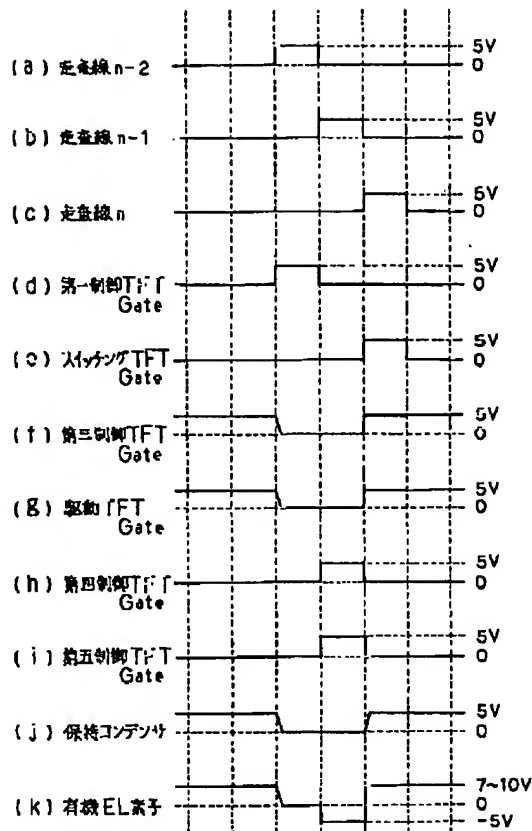 (a) 走査線 n-2
5V
0
(b) 走査線 n-1
5V
0
(c) 走査線 n
5V
0
(d) 第一制御TFT
Gate
5V
0
(e) スイッチングTFT
Gate
5V
0
(f) 第三制御TFT
Gate
5V
0
(g) 駆動TFT
Gate
5V
0
(h) 第四制御TFT
Gate
5V
0
(i) 第五制御TFT
Gate
5V
0
(j) 保持コンデンサ
5V
0
(k) 有機EL素子
7~10V
0
-5V